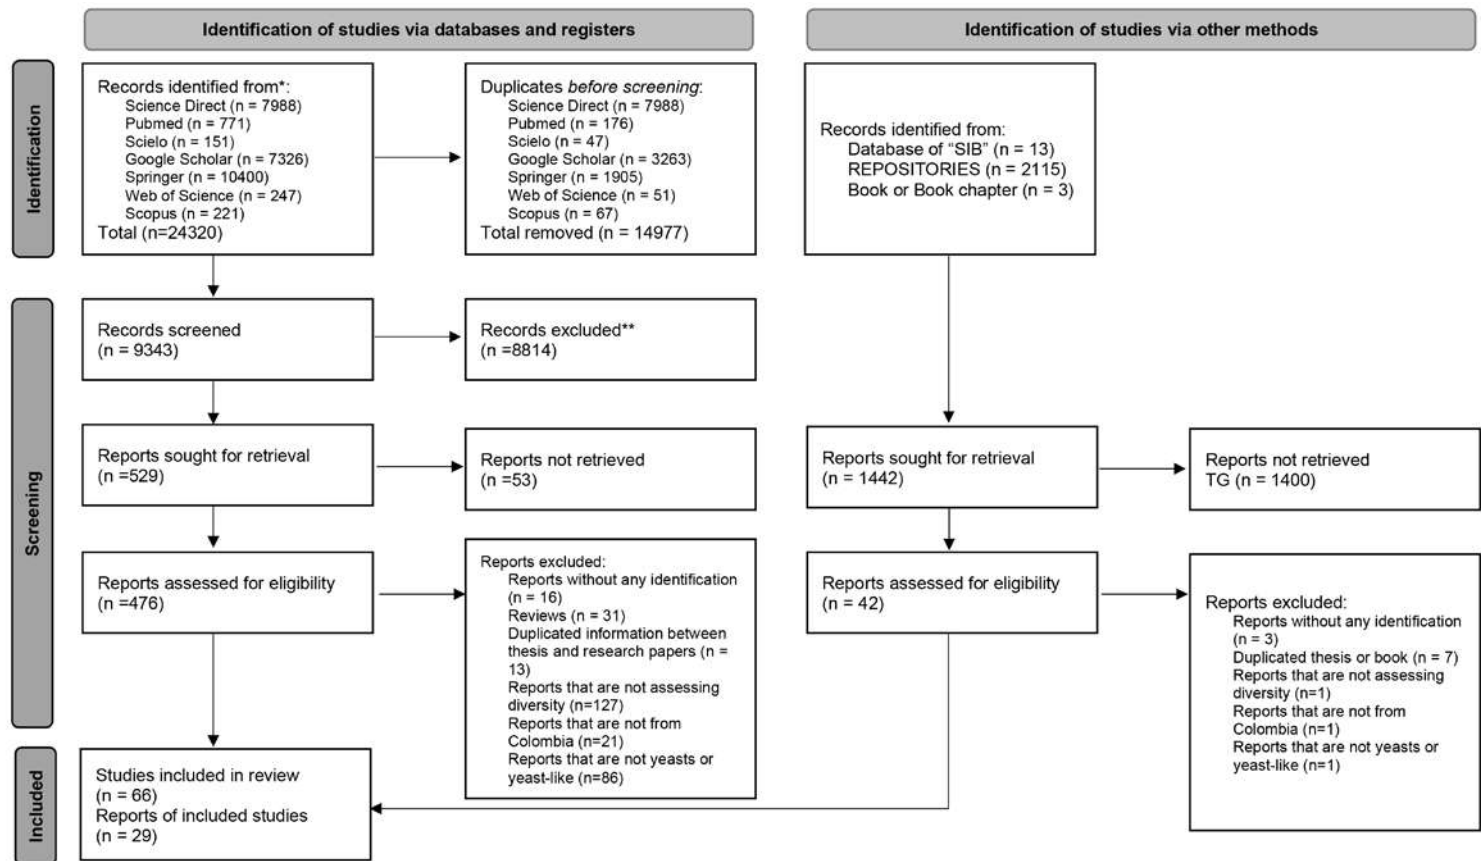 Identification of studies via databases and registers
Identification of studies via other methods
Identification
Records identified from*:
Science Direct (n = 7988)
Pubmed (n = 771)
Scielo (n = 151)
Google Scholar (n = 7326)
Springer (n = 10400)
Web of Science (n = 247)
Scopus (n = 221)
Total (n=24320)
Duplicates before screening:
Science Direct (n = 7988)
Pubmed (n = 176)
Scielo (n = 47)
Google Scholar (n = 3263)
Springer (n = 1905)
Web of Science (n = 51)
Scopus (n = 67)
Total removed (n = 14977)
Records identified from:
Database of “SIB” (n = 13)
REPOSITORIES (n = 2115)
Book or Book chapter (n = 3)
Screening
Records screened
(n = 9343)
Records excluded**
(n =8814)
Reports sought for retrieval
(n =529)
Reports not retrieved
(n =53)
Reports sought for retrieval
(n = 1442)
Reports not retrieved
TG (n = 1400)
Reports assessed for eligibility
(n =476)
Reports excluded:
Reports without any identification
(n = 16)
Reviews (n = 31)
Duplicated information between
thesis and research papers (n =
13)
Reports that are not assessing
diversity (n=127)
Reports that are not from
Colombia (n=21)
Reports that are not yeasts or
yeast-like (n=86)
Reports assessed for eligibility
(n = 42)
Reports excluded:
Reports without any identification
(n = 3)
Duplicated thesis or book (n = 7)
Reports that are not assessing
diversity (n=1)
Reports that are not from
Colombia (n=1)
Reports that are not yeasts or
yeast-like (n=1)
Included
Studies included in review
(n = 66)
Reports of included studies
(n = 29)